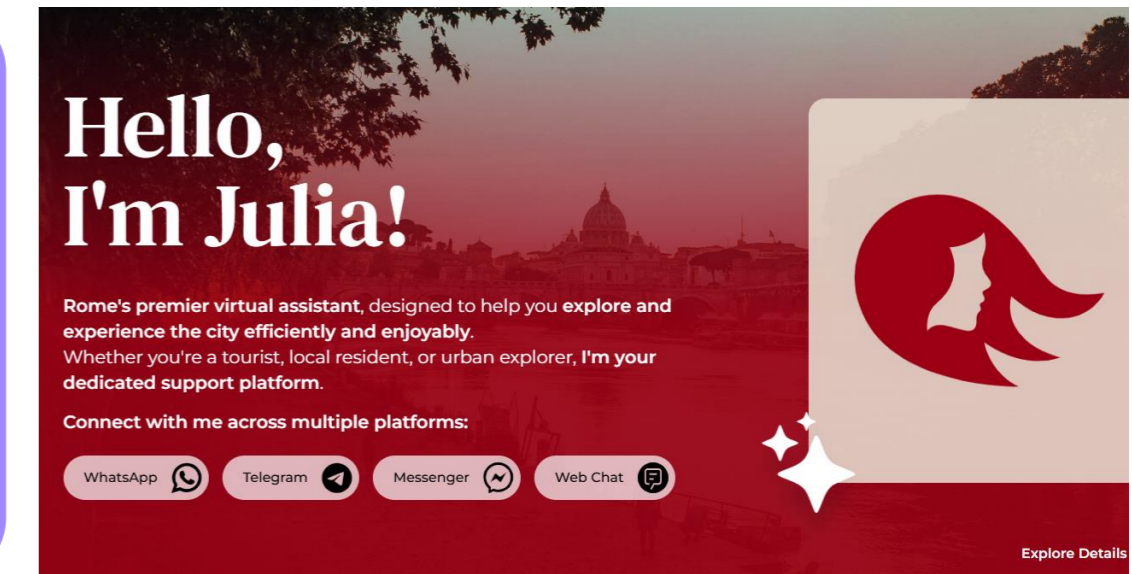 Hello,
I'm Julia!
Rome's premier virtual assistant, designed to help you explore and
experience the city efficiently and enjoyably.
Whether you're a tourist, local resident, or urban explorer, I'm your
dedicated support platform.
Connect with me across multiple platforms:
WhatsApp
Telegram
Messenger
Web Chat
Explore Details